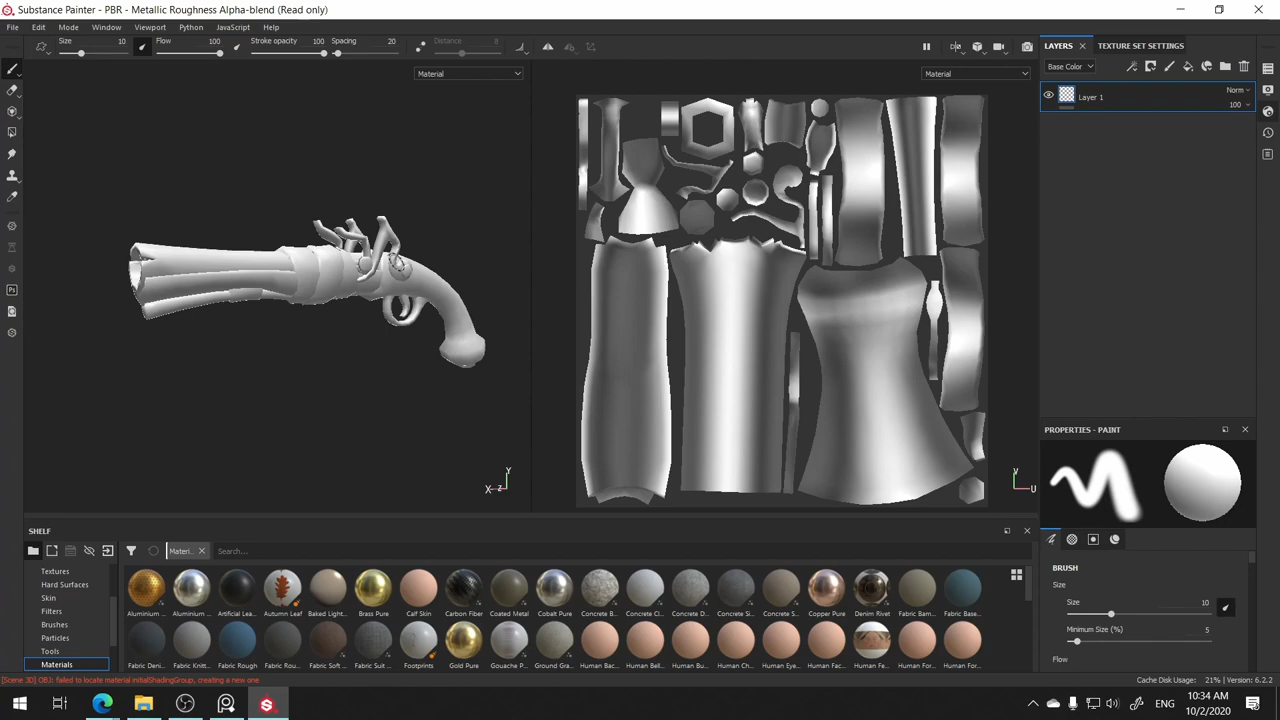 Substance Painter - PBR - Metallic Roughness Alpha-blend (Read only)
File Edit Mode Window Viewport Python JavaScript Help
Size 10 Flow 100 Stroke opacity 100 Spacing 20 Distance 8
LAYERS TEXTURE SET SETTINGS
Base Color
Material
Material
Layer 1
Norm
100
Y
X Z
V
U
PROPERTIES - PAINT
SHELF
Materi...
Search...
Textures
Hard Surfaces
Skin
Filters
Brushes
Particles
Tools
Materials
Aluminium ... Aluminium ... Artificial Lea... Autumn Leaf Baked Light... Brass Pure Calf Skin Carbon Fiber Coated Metal Cobalt Pure Concrete B... Concrete Cl... Concrete D... Concrete Si... Concrete S... Copper Pure Denim Rivet Fabric Bam... Fabric Base...
Fabric Deni... Fabric Knitt... Fabric Rough Fabric Rou... Fabric Soft ... Fabric Suit ... Footprints Gold Pure Gouache P... Ground Gra... Human Bac... Human Bell... Human Bu... Human Ch... Human Eye... Human Fac... Human Fe... Human For... Human For...
BRUSH
Size
Size 10
Minimum Size (%) 5
Flow
[Scene 3D] OBJ: failed to locate material initialShadingGroup, creating a new one.
Cache Disk Usage: 21% | Version: 6.2.2
Ps
ENG
10:34 AM
10/2/2020